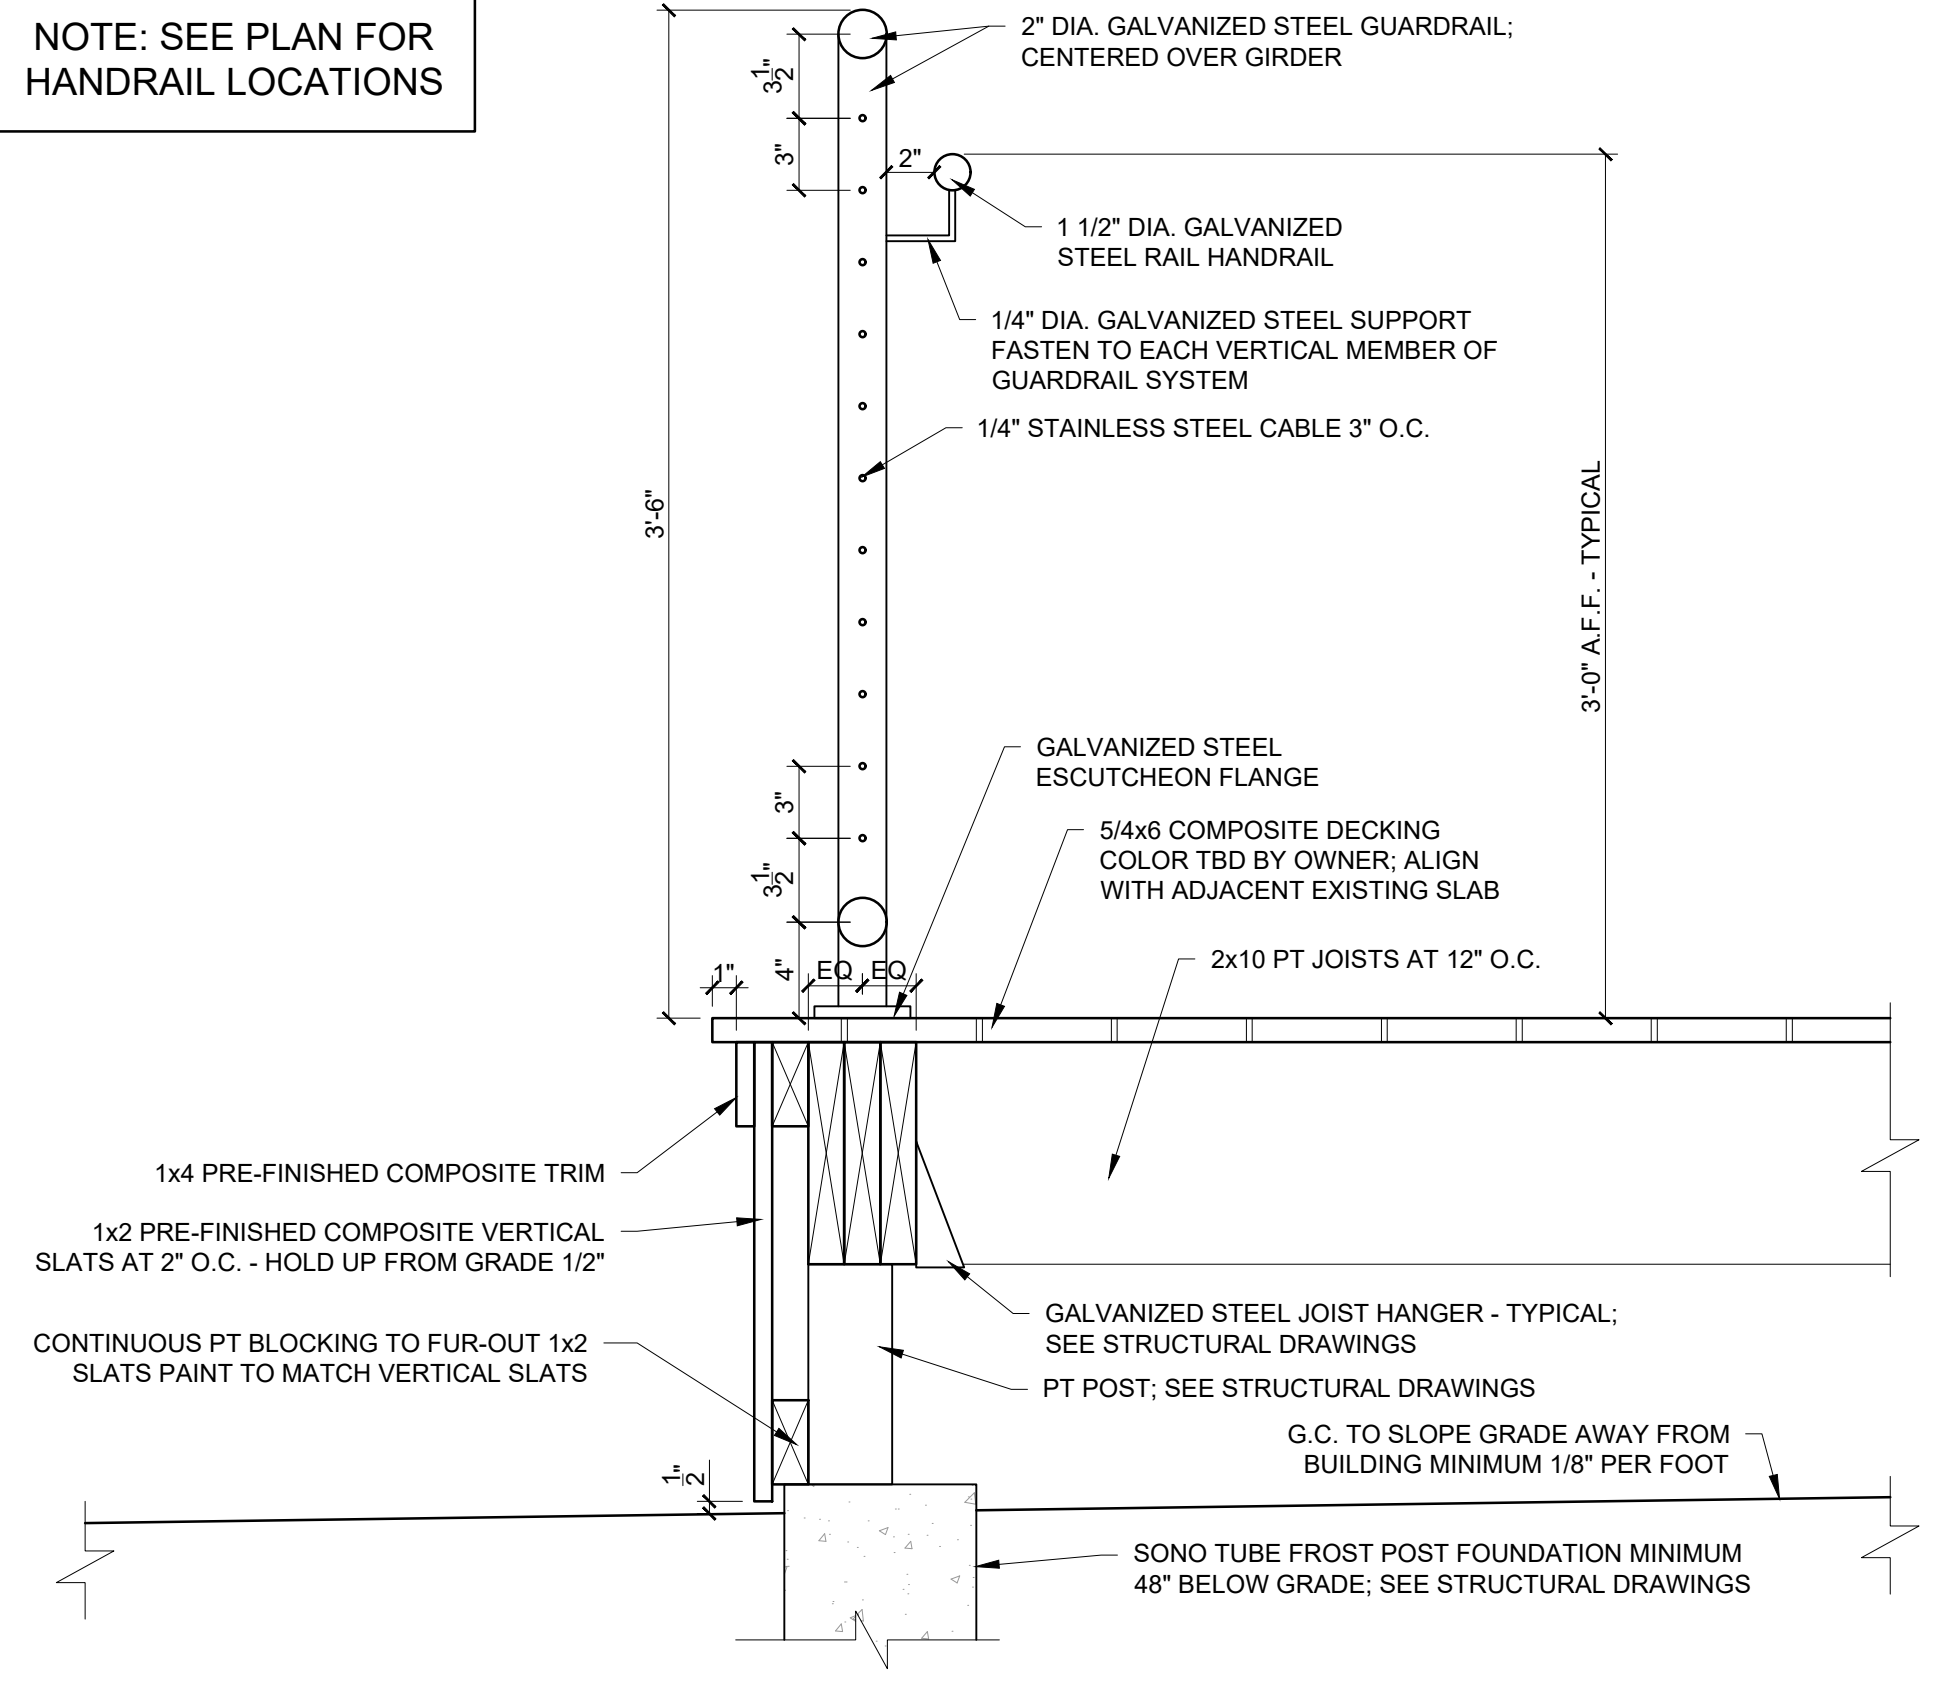 NOTE: SEE PLAN FOR
HANDRAIL LOCATIONS
2" DIA. GALVANIZED STEEL GUARDRAIL;
CENTERED OVER GIRDER
3 1/2"
3"
2"
1 1/2" DIA. GALVANIZED
STEEL RAIL HANDRAIL
1/4" DIA. GALVANIZED STEEL SUPPORT
FASTEN TO EACH VERTICAL MEMBER OF
GUARDRAIL SYSTEM
1/4" STAINLESS STEEL CABLE 3" O.C.
3'-6"
3'-0" A.F.F. - TYPICAL
GALVANIZED STEEL
ESCUTCHEON FLANGE
3"
5/4x6 COMPOSITE DECKING
COLOR TBD BY OWNER; ALIGN
WITH ADJACENT EXISTING SLAB
3 1/2"
2x10 PT JOISTS AT 12" O.C.
1"
4"
EQ
EQ
1x4 PRE-FINISHED COMPOSITE TRIM
1x2 PRE-FINISHED COMPOSITE VERTICAL
SLATS AT 2" O.C. - HOLD UP FROM GRADE 1/2"
GALVANIZED STEEL JOIST HANGER - TYPICAL;
SEE STRUCTURAL DRAWINGS
CONTINUOUS PT BLOCKING TO FUR-OUT 1x2
SLATS PAINT TO MATCH VERTICAL SLATS
PT POST; SEE STRUCTURAL DRAWINGS
G.C. TO SLOPE GRADE AWAY FROM
BUILDING MINIMUM 1/8" PER FOOT
1/2"
SONO TUBE FROST POST FOUNDATION MINIMUM
48" BELOW GRADE; SEE STRUCTURAL DRAWINGS